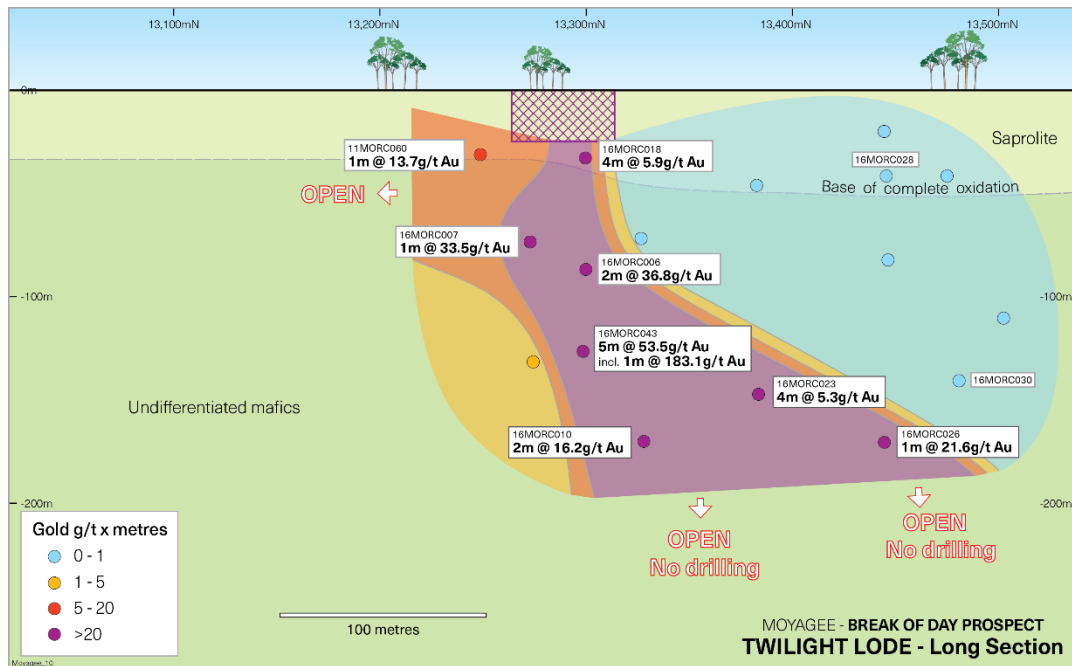 13,100mN
13,200mN
13,300mN
13,400mN
13,500mN
0m
Saprolite
11MORC060
1m @ 13.7g/t Au
16MORC018
4m @ 5.9g/t Au
16MORC028
Base of complete oxidation
OPEN
16MORC007
1m @ 33.5g/t Au
16MORC006
2m @ 36.8g/t Au
-100m
-100m
16MORC043
5m @ 53.5g/t Au
incl. 1m @ 183.1g/t Au
16MORC023
4m @ 5.3g/t Au
16MORC030
Undifferentiated mafics
16MORC010
2m @ 16.2g/t Au
16MORC026
1m @ 21.6g/t Au
-200m
-200m
OPEN
No drilling
OPEN
No drilling
Gold g/t x metres
0 - 1
1 - 5
5 - 20
>20
100 metres
MOYAGEE - BREAK OF DAY PROSPECT
TWILIGHT LODE - Long Section
Moyagee_10